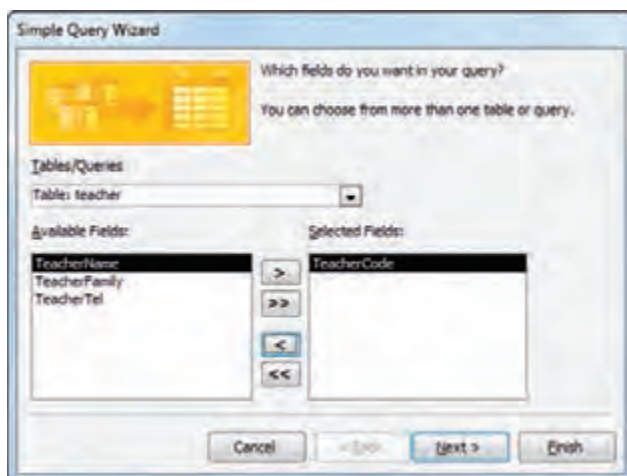 Simple Query Wizard
Which fields do you want in your query?
You can choose from more than one table or query.
Tables/Queries
Table: teacher
Available Fields:
Selected Fields:
TeacherName
TeacherFamily
TeacherTel
>
>>
<
<<
TeacherCode
Cancel
< Back
Next >
Finish